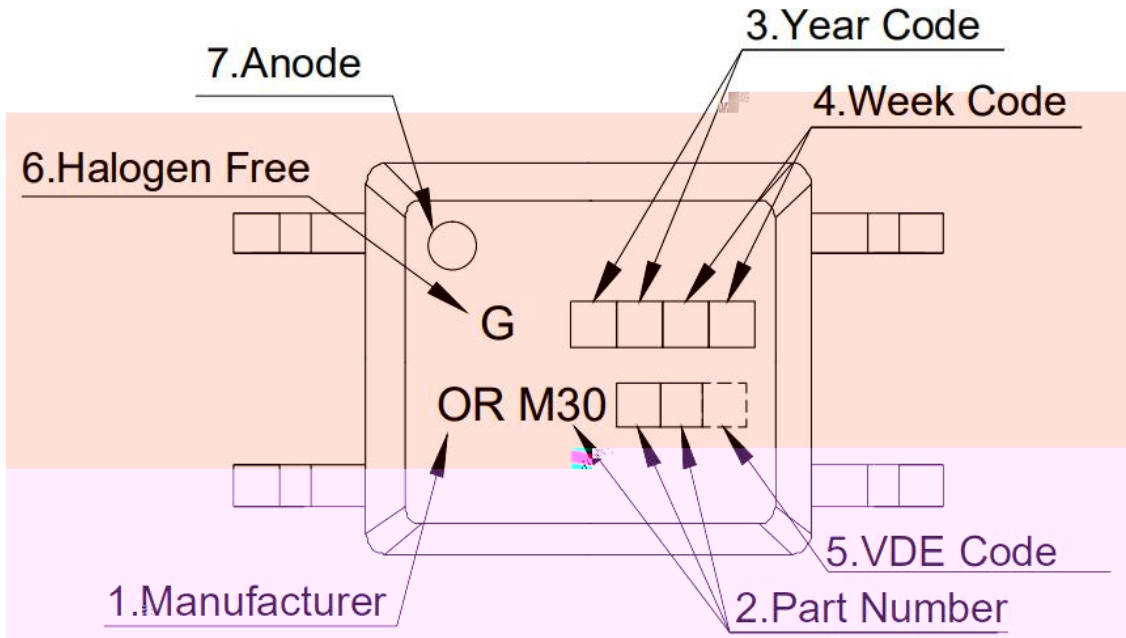 3.Year Code
7.Anode
4.Week Code
6.Halogen Free
G
OR M30
5.VDE Code
1.Manufacturer
2.Part Number